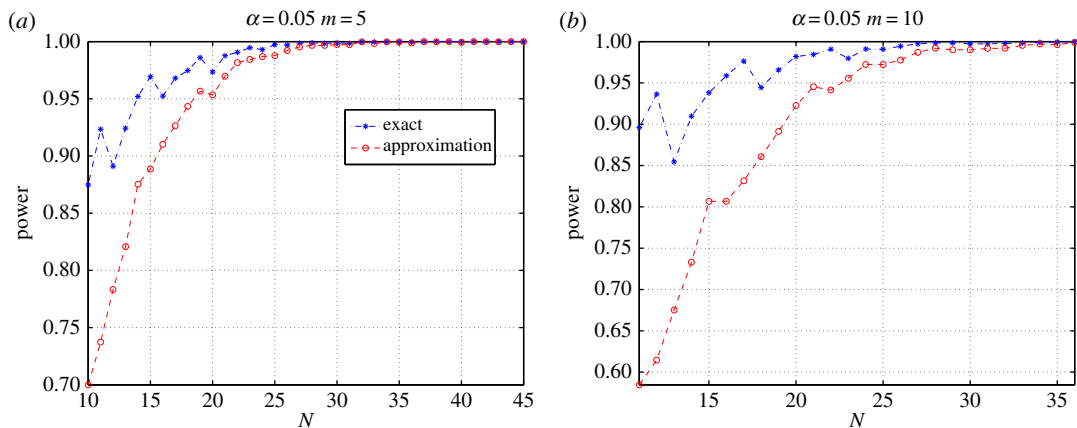 (a)
α = 0.05 m = 5
1.00
0.95
0.90
0.85
0.80
0.75
0.70
power
10 15 20 25 30 35 40 45
N
exact
approximation
(b)
α = 0.05 m = 10
1.00
0.95
0.90
0.85
0.80
0.75
0.70
0.65
0.60
power
15 20 25 30 35
N